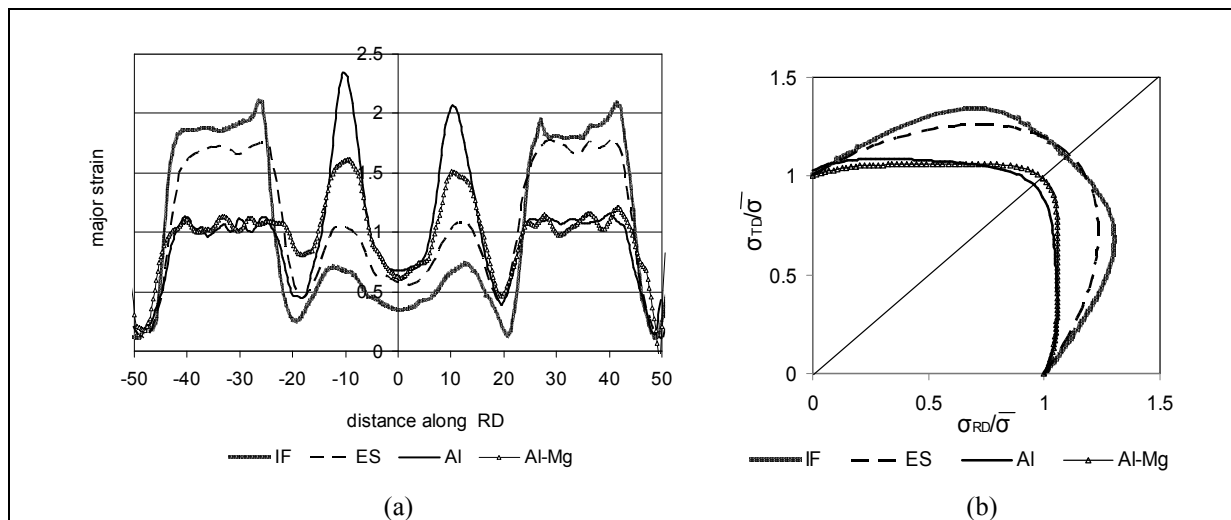 2.5
2
1.5
1
0.5
0
major strain
-50 -40 -30 -20 -10 0 10 20 30 40 50
distance along RD
IF ES Al Al-Mg
(a)
1.5
1
0.5
0
σTD/σ̅
0 0.5 1 1.5
σRD/σ̅
IF ES Al Al-Mg
(b)